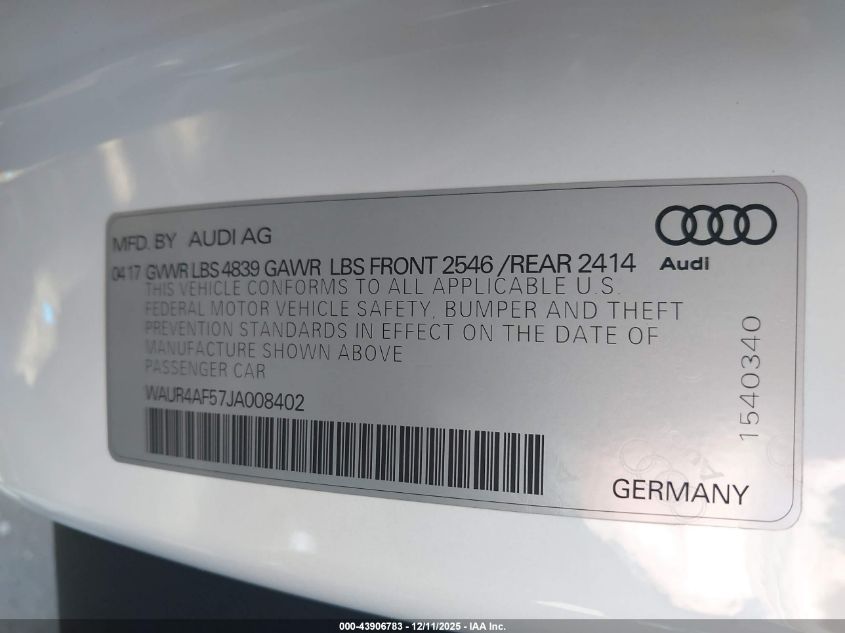 MFD. BY AUDI AG
Audi
04 17 GVWR LBS 4839 GAWR LBS FRONT 2546 /REAR 2414
THIS VEHICLE CONFORMS TO ALL APPLICABLE U.S.
FEDERAL MOTOR VEHICLE SAFETY, BUMPER AND THEFT
PREVENTION STANDARDS IN EFFECT ON THE DATE OF
MANUFACTURE SHOWN ABOVE
PASSENGER CAR
WAUR4AF57JA008402
1540340
GERMANY
000-43906783 - 12/11/2025 - IAA Inc.